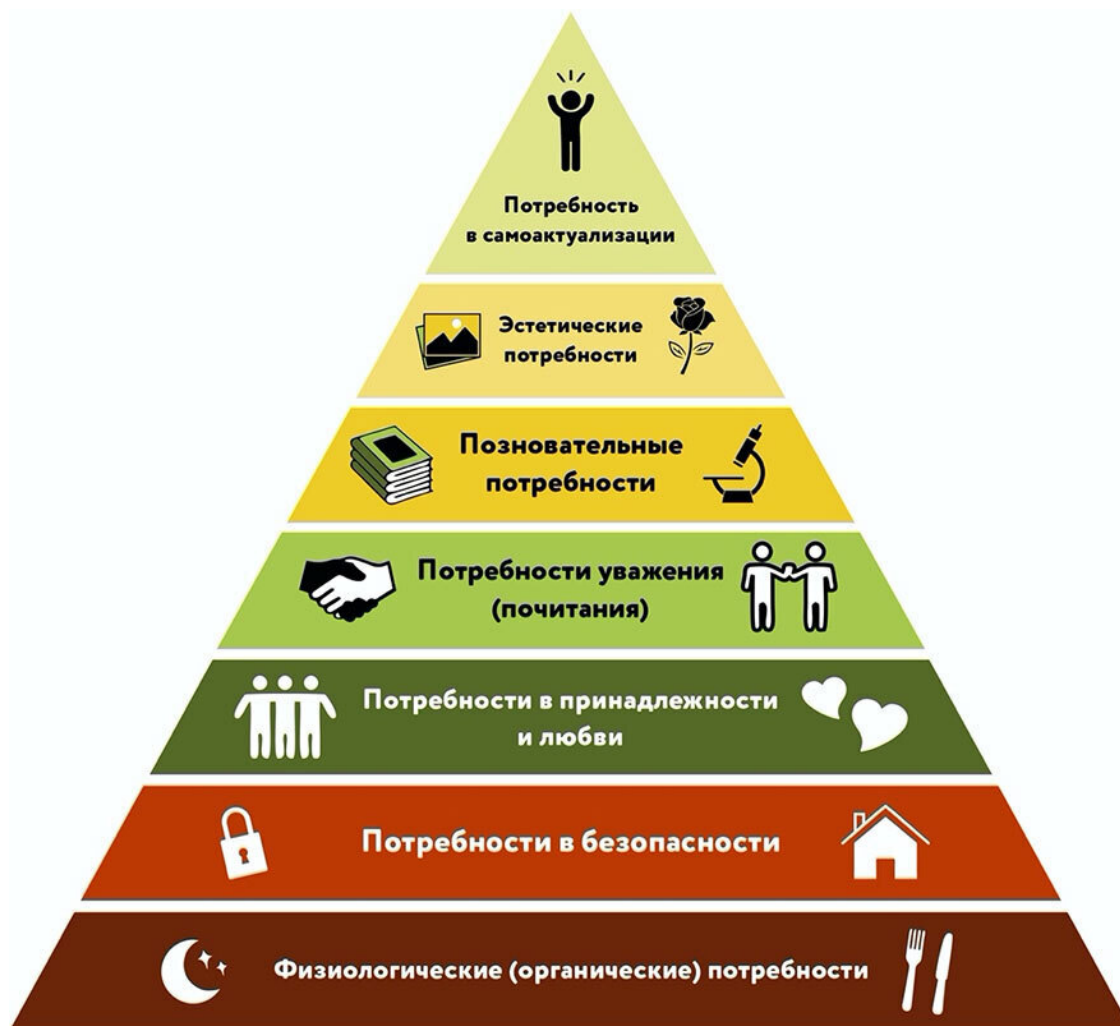 Потребность
в самоактуализации
Эстетические
потребности
Позновательные
потребности
Потребности уважения
(почитания)
Потребности в принадлежности
и любви
Потребности в безопасности
Физиологические (органические) потребности